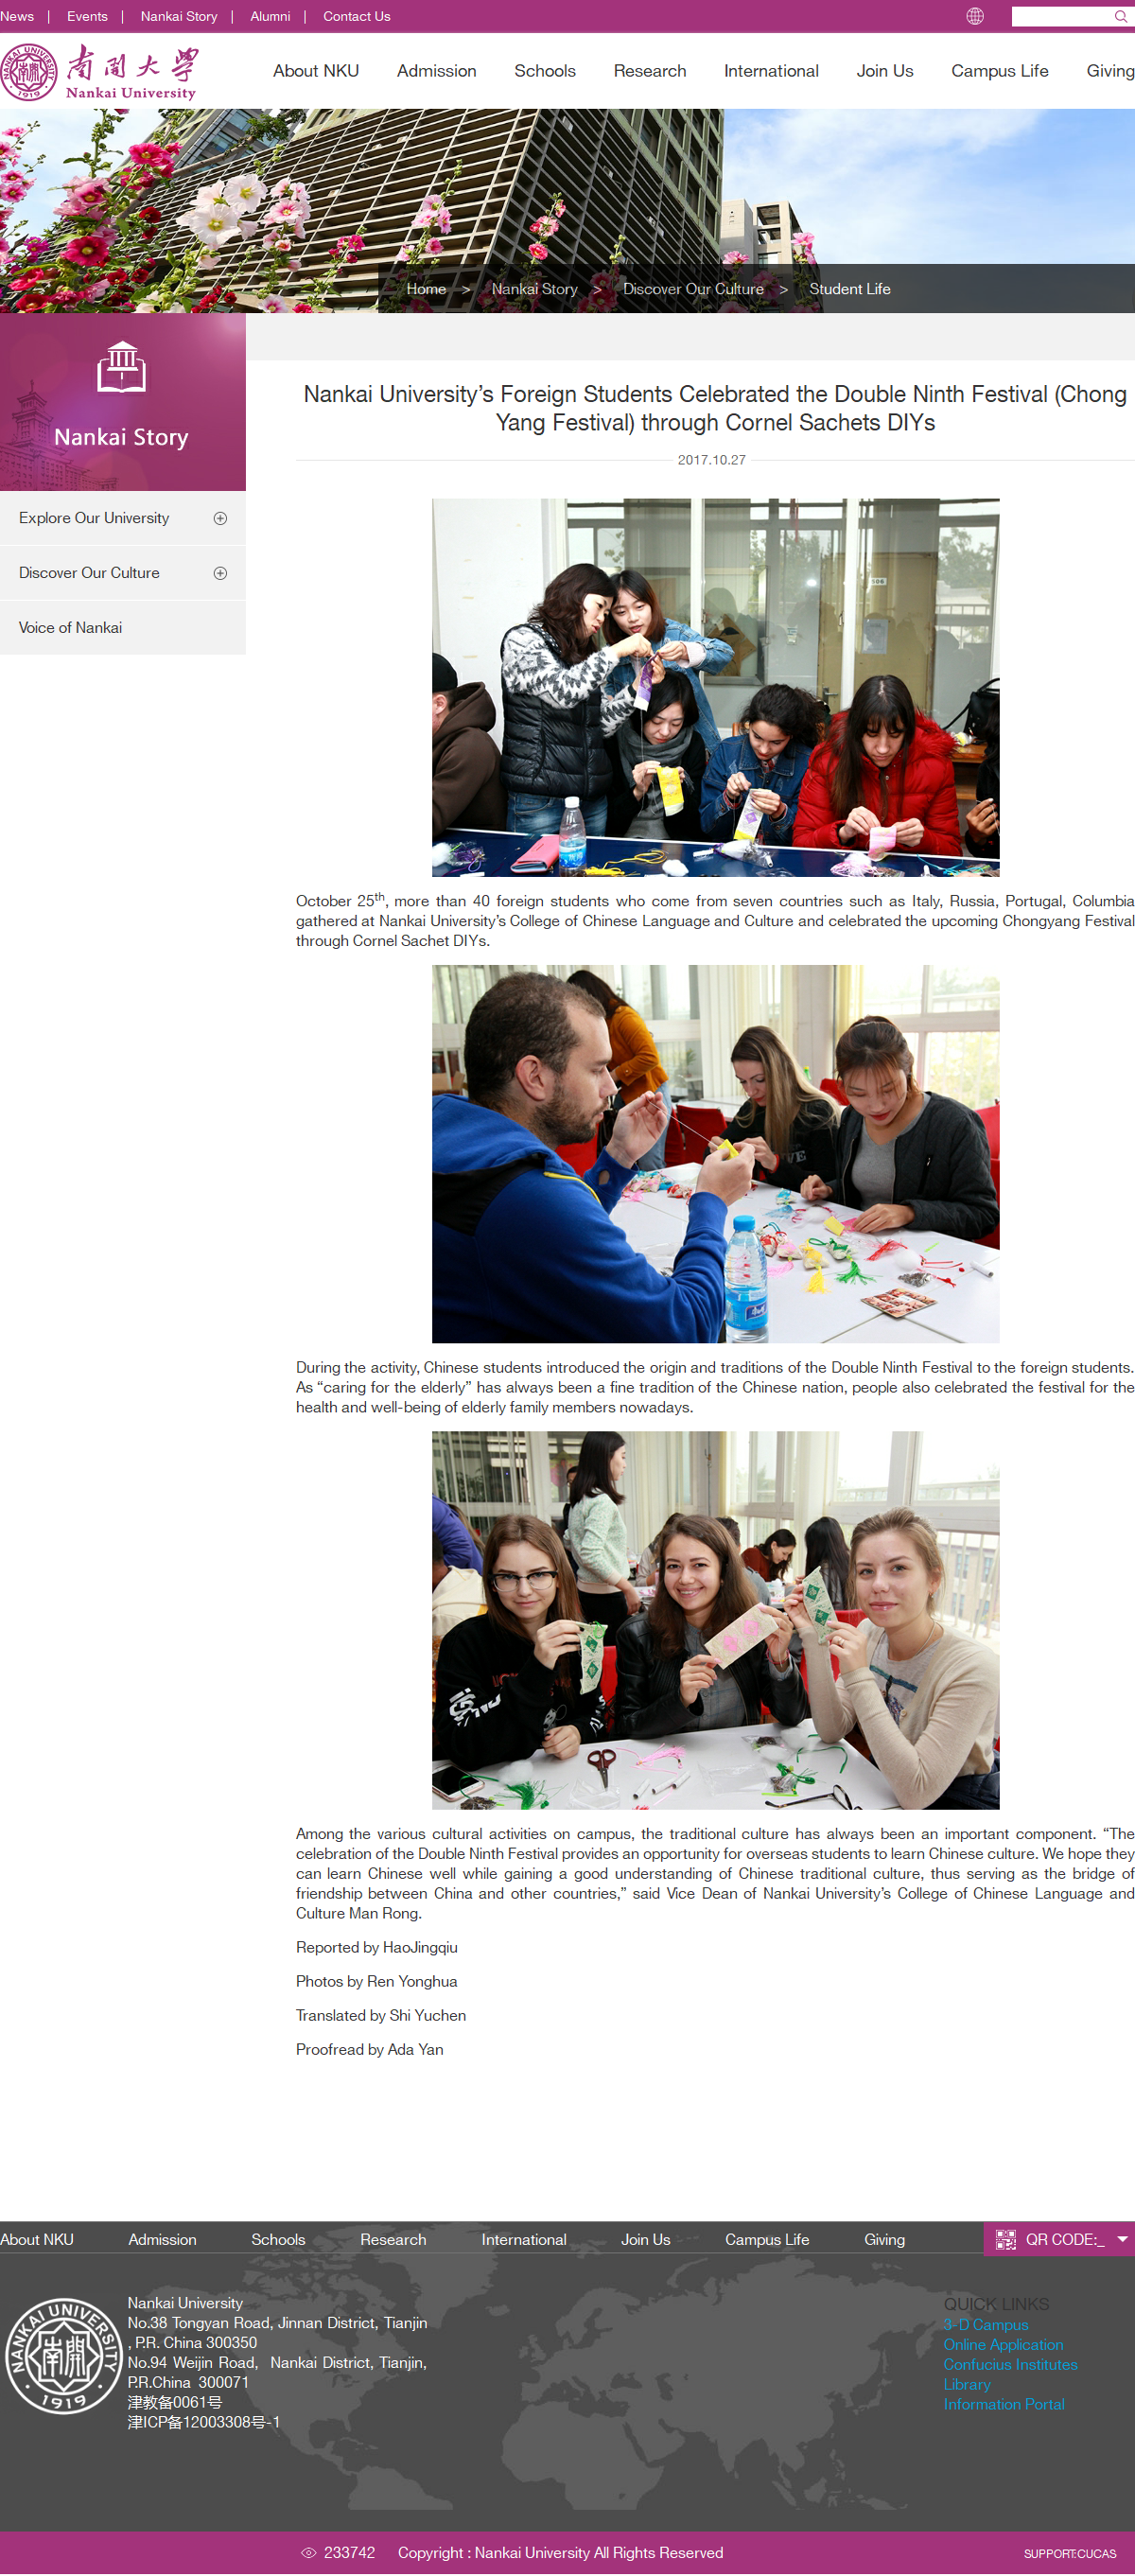 News | Events | Nankai Story | Alumni | Contact Us
NANKAI UNIVERSITY
1919
南開大學
Nankai University
About NKU Admission Schools Research International Join Us Campus Life Giving
Home > Nankai Story > Discover Our Culture > Student Life
Nankai Story
Explore Our University
Discover Our Culture
Voice of Nankai
Nankai University’s Foreign Students Celebrated the Double Ninth Festival (Chong
Yang Festival) through Cornel Sachets DIYs
2017.10.27
October 25th, more than 40 foreign students who come from seven countries such as Italy, Russia, Portugal, Columbia
gathered at Nankai University’s College of Chinese Language and Culture and celebrated the upcoming Chongyang Festival
through Cornel Sachet DIYs.
During the activity, Chinese students introduced the origin and traditions of the Double Ninth Festival to the foreign students.
As “caring for the elderly” has always been a fine tradition of the Chinese nation, people also celebrated the festival for the
health and well-being of elderly family members nowadays.
Among the various cultural activities on campus, the traditional culture has always been an important component. “The
celebration of the Double Ninth Festival provides an opportunity for overseas students to learn Chinese culture. We hope they
can learn Chinese well while gaining a good understanding of Chinese traditional culture, thus serving as the bridge of
friendship between China and other countries,” said Vice Dean of Nankai University’s College of Chinese Language and
Culture Man Rong.
Reported by HaoJingqiu
Photos by Ren Yonghua
Translated by Shi Yuchen
Proofread by Ada Yan
About NKU Admission Schools Research International Join Us Campus Life Giving QR CODE:_
NANKAI UNIVERSITY
1919
Nankai University
No.38 Tongyan Road, Jinnan District, Tianjin
, P.R. China 300350
No.94 Weijin Road, Nankai District, Tianjin,
P.R.China 300071
津教备0061号
津ICP备12003308号-1
QUICK LINKS
3-D Campus
Online Application
Confucius Institutes
Library
Information Portal
233742 Copyright : Nankai University All Rights Reserved SUPPORT:CUCAS